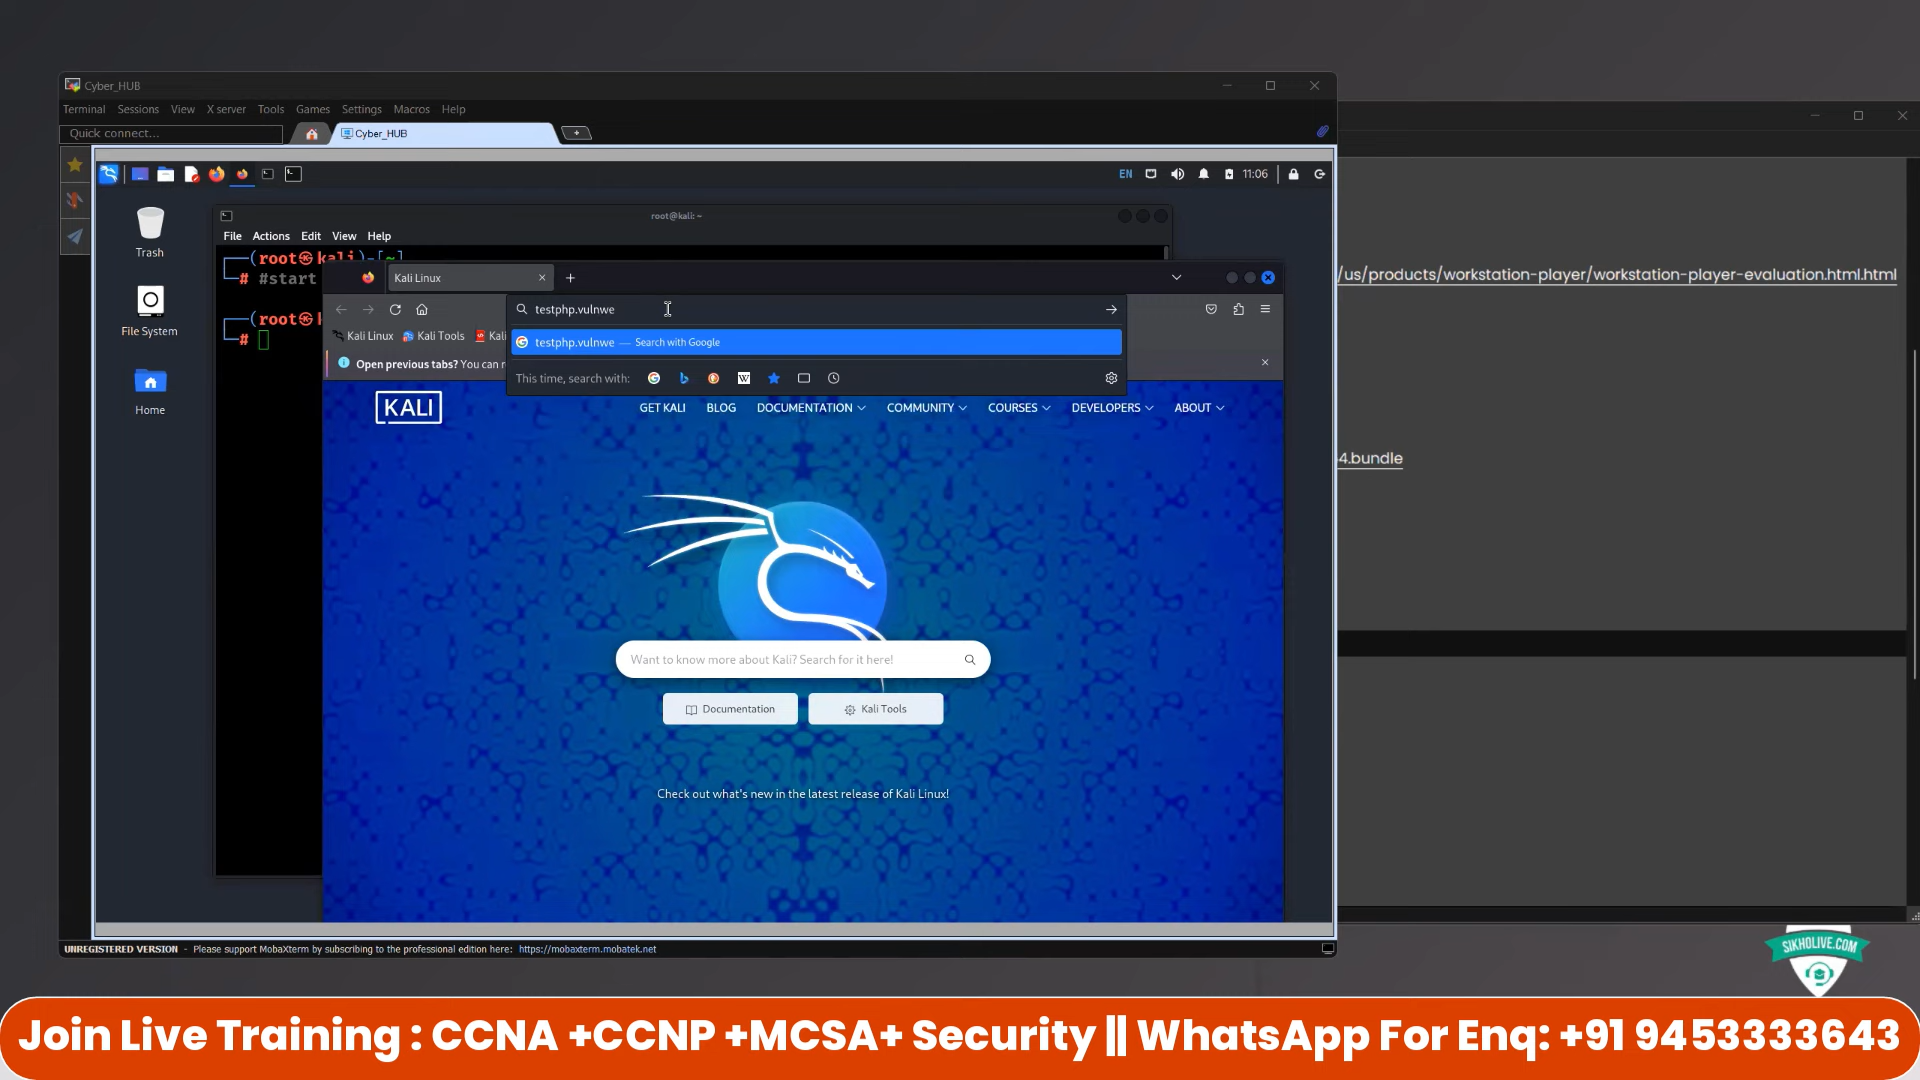 Cyber_HUB
Terminal Sessions View X server Tools Games Settings Macros Help
Quick connect...
Cyber_HUB
EN 11:06
Trash
File System
Home
root@kali: ~
File Actions Edit View Help
(root㉿kali)-[~]
# #start
(root㉿k
#
Kali Linux
testphp.vulnwe
Kali Linux Kali Tools Kali
testphp.vulnwe — Search with Google
Open previous tabs? You can r
This time, search with:
KALI
GET KALI BLOG DOCUMENTATION COMMUNITY COURSES DEVELOPERS ABOUT
Want to know more about Kali? Search for it here!
Documentation Kali Tools
Check out what's new in the latest release of Kali Linux!
UNREGISTERED VERSION - Please support MobaXterm by subscribing to the professional edition here: https://mobaxterm.mobatek.net
/us/products/workstation-player/workstation-player-evaluation.html.html
4.bundle
SIKHOLIVE.COM
Join Live Training : CCNA +CCNP +MCSA+ Security || WhatsApp For Enq: +91 9453333643